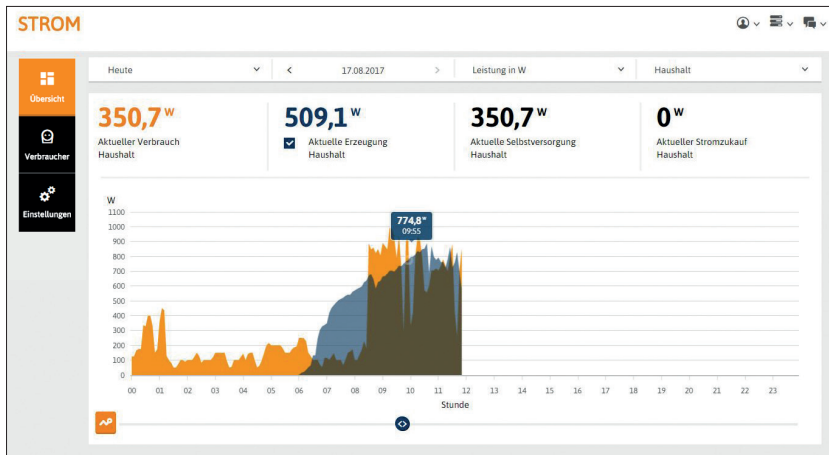 STROM
Heute
17.08.2017
Leistung in W
Haushalt
Übersicht
Verbraucher
Einstellungen
350,7 W
Aktueller Verbrauch
Haushalt
509,1 W
Aktuelle Erzeugung
Haushalt
350,7 W
Aktuelle Selbstversorgung
Haushalt
0 W
Aktueller Stromzukauf
Haushalt
W
1100
1000
900
800
700
600
500
400
300
200
100
0
774,8 w
09:55
00 01 02 03 04 05 06 07 08 09 10 11 12 13 14 15 16 17 18 19 20 21 22 23
Stunde